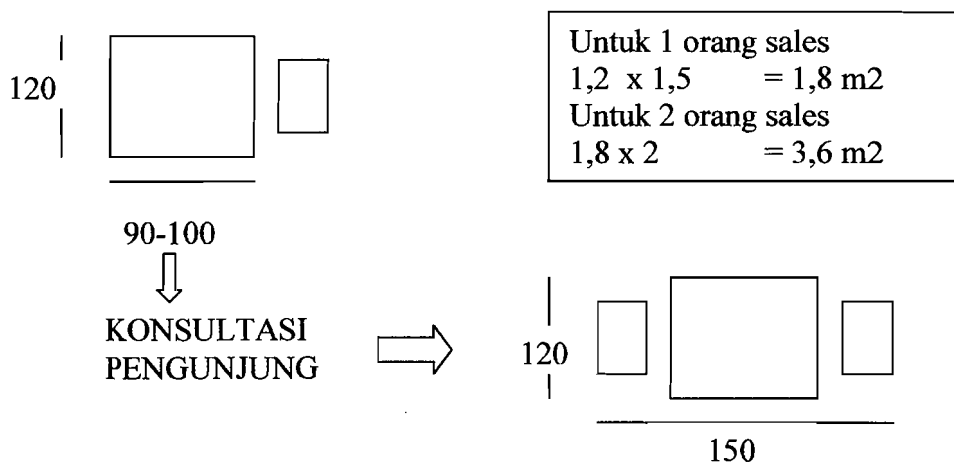 120
90-100
KONSULTASI
PENGUNJUNG
Untuk 1 orang sales
1,2 x 1,5 = 1,8 m2
Untuk 2 orang sales
1,8 x 2 = 3,6 m2
120
150